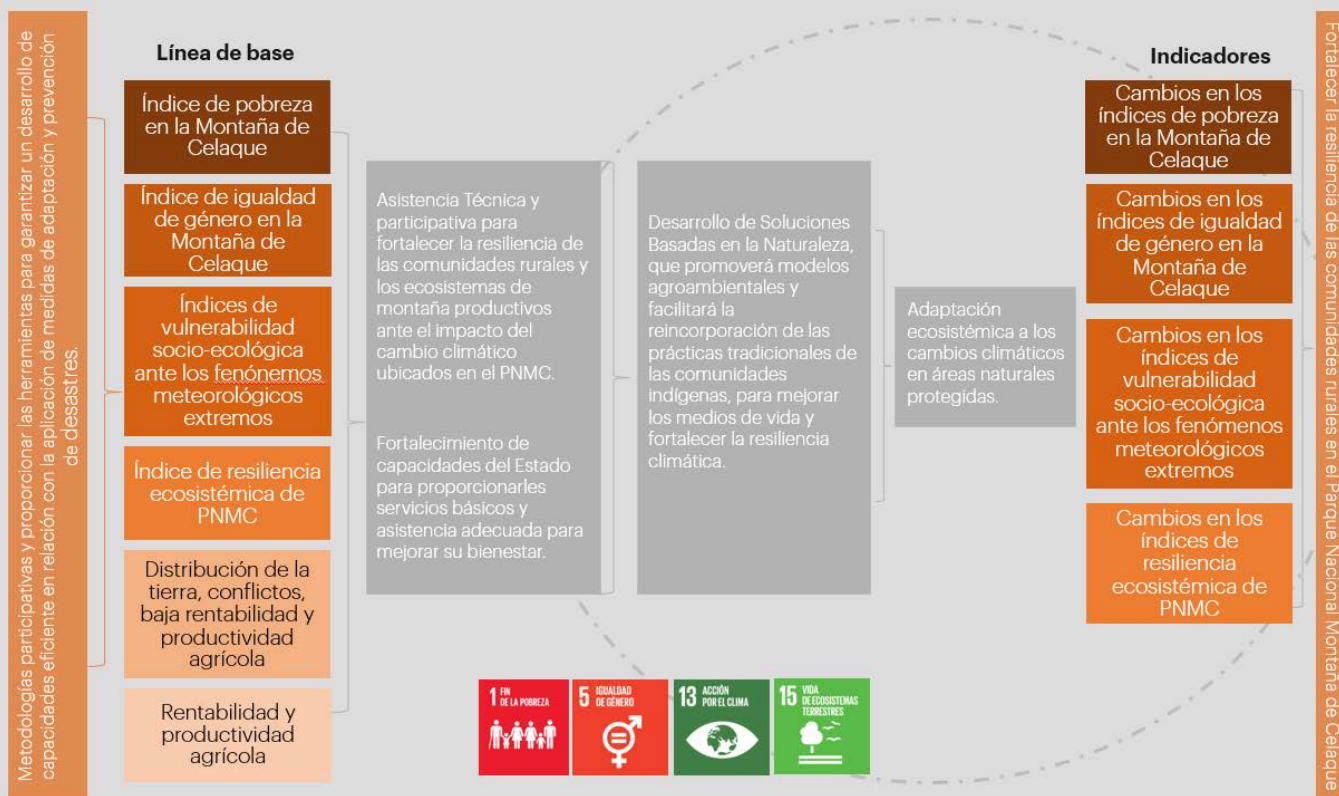 Metodologías participativas y proporcionar las herramientas para garantizar un desarrollo de
capacidades eficiente en relación con la aplicación de medidas de adaptación y prevención
de desastres.
Línea de base
Índice de pobreza
en la Montaña de
Celaque
Índice de igualdad
de género en la
Montaña de
Celaque
Índices de
vulnerabilidad
socio-ecológica
ante los fenónemos
meteorológicos
extremos
Índice de resiliencia
ecosistémica de
PNMC
Distribución de la
tierra, conflictos,
baja rentabilidad y
productividad
agrícola
Rentabilidad y
productividad
agrícola
Asistencia Técnica y
participativa para
fortalecer la resiliencia de
las comunidades rurales y
los ecosistemas de
montaña productivos
ante el impacto del
cambio climático
ubicados en el PNMC.
Fortalecimiento de
capacidades del Estado
para proporcionarles
servicios básicos y
asistencia adecuada para
mejorar su bienestar.
Desarrollo de Soluciones
Basadas en la Naturaleza,
que promoverá modelos
agroambientales y
facilitará la
reincorporación de las
prácticas tradicionales de
las comunidades
indígenas, para mejorar
los medios de vida y
fortalecer la resiliencia
climática.
Adaptación
ecosistémica a los
cambios climáticos
en áreas naturales
protegidas.
1 FIN
DE LA POBREZA
5 IGUALDAD
DE GÉNERO
13 ACCIÓN
POR EL CLIMA
15 VIDA
DE ECOSISTEMAS
TERRESTRES
Indicadores
Cambios en los
índices de pobreza
en la Montaña de
Celaque
Cambios en los
índices de igualdad
de género en la
Montaña de
Celaque
Cambios en los
índices de
vulnerabilidad
socio-ecológica
ante los fenómenos
meteorológicos
extremos
Cambios en los
índices de
resiliencia
ecosistémica de
PNMC
Fortalecer la resiliencia de las comunidades rurales en el Parque Nacional Montaña de Celaque